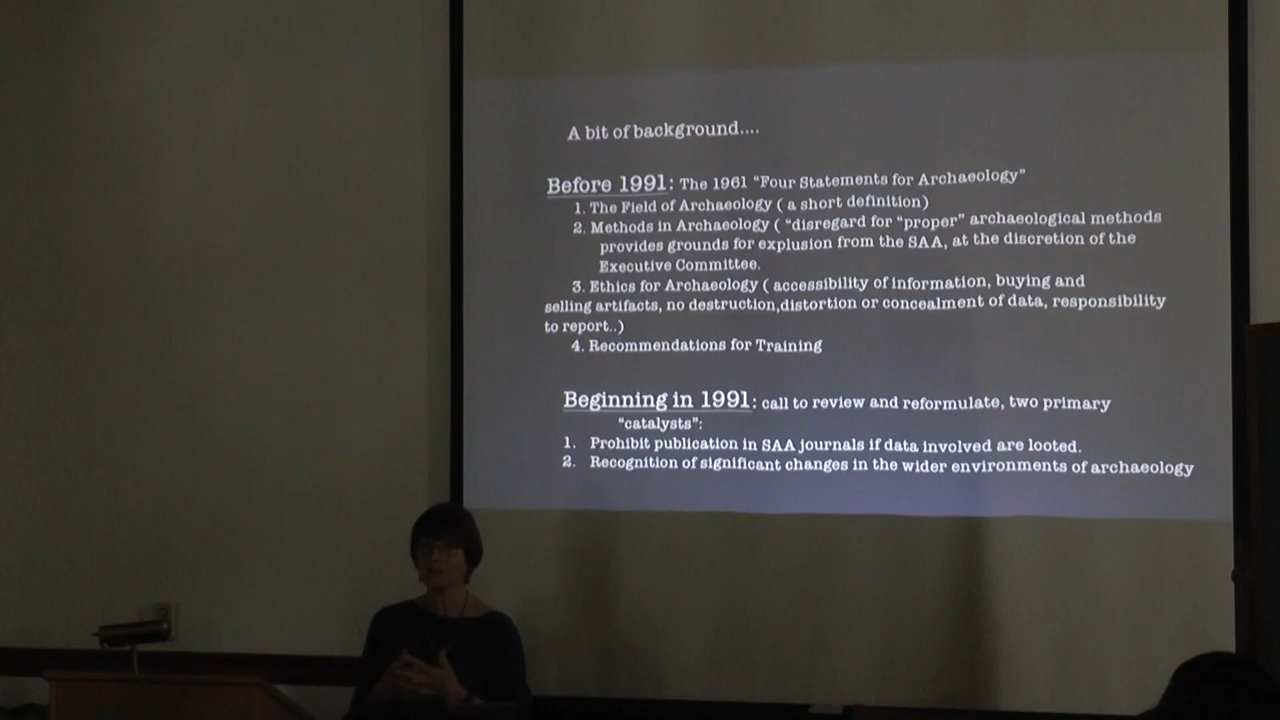 A bit of background....
Before 1991: The 1961 "Four Statements for Archaeology"
1. The Field of Archaeology ( a short definition)
2. Methods in Archaeology ( "disregard for "proper" archaeological methods
provides grounds for explusion from the SAA, at the discretion of the
Executive Committee.
3. Ethics for Archaeology ( accessibility of information, buying and
selling artifacts, no destruction,distortion or concealment of data, responsibility
to report..)
4. Recommendations for Training
Beginning in 1991: call to review and reformulate, two primary
"catalysts":
1. Prohibit publication in SAA journals if data involved are looted.
2. Recognition of significant changes in the wider environments of archaeology